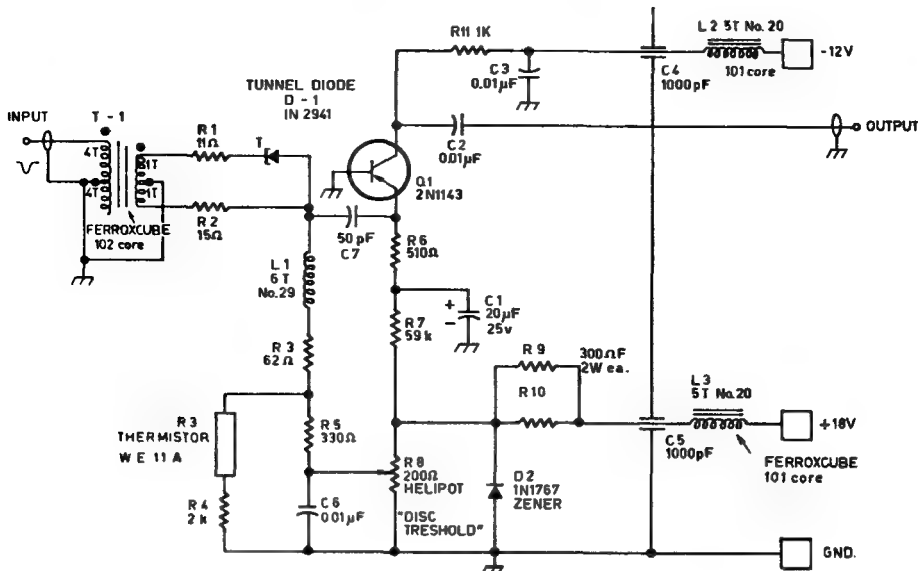 R11 1K
L2 5T No.20
-12V
C3
0.01µF
C4
1000pF
101 core
TUNNEL DIODE
D-1
IN 2941
INPUT
T-1
4T
4T
1T
1T
R1
11Ω
T
C2
0.01µF
OUTPUT
Q1
2N1143
R2
15Ω
FERROXCUBE
102 core
50 pF
C7
R6
510Ω
L1
6T
No.29
C1
20µF
25v
+
−
R7
59k
R3
62Ω
R9
300ΩF
2W ea.
R10
L3
5T No.20
+18V
R3
THERMISTOR
WE 11A
R5
330Ω
C5
1000pF
FERROXCUBE
101 core
R8
200Ω
HELIPOT
D2
1N1767
ZENER
R4
2k
C6
0.01µF
"DISC
TRESHOLD"
GND.